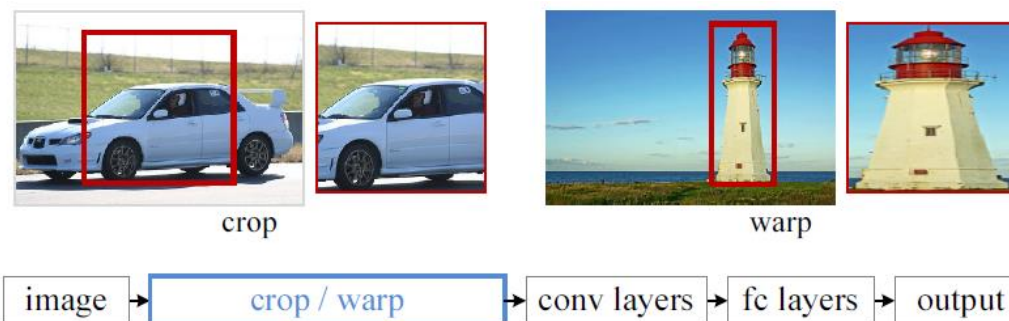 crop
warp
image
crop / warp
conv layers
fc layers
output